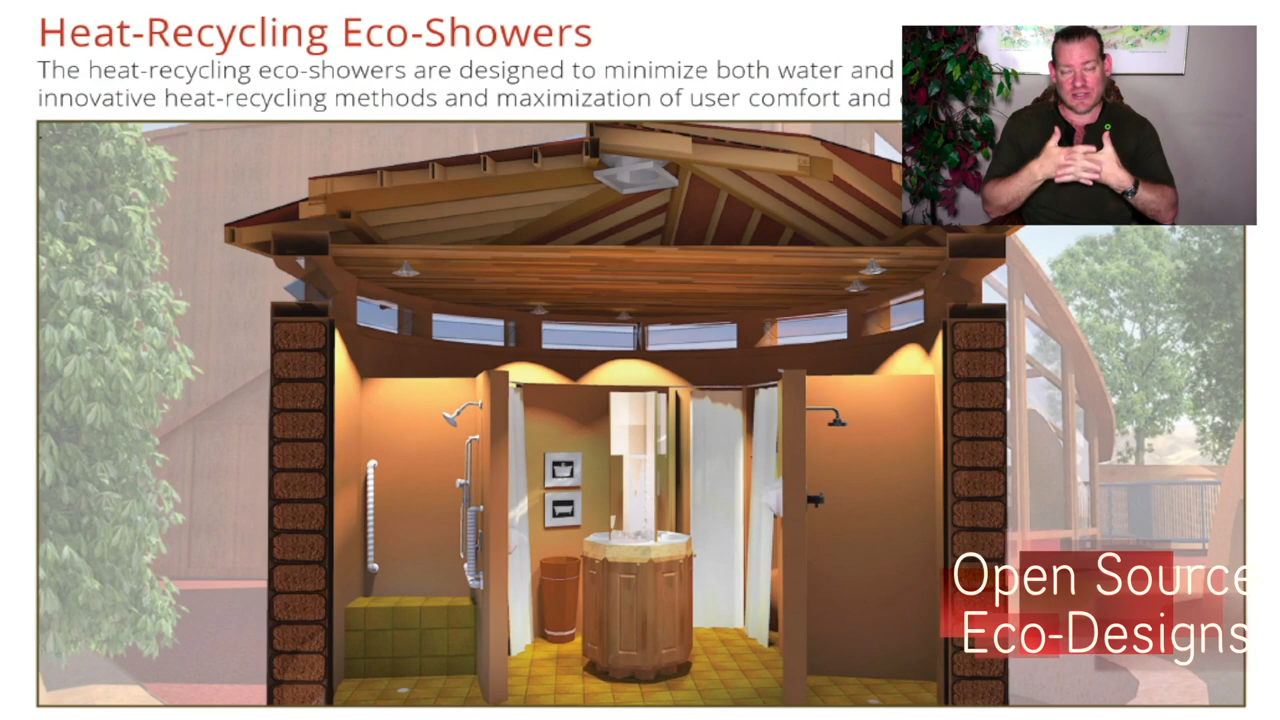 Heat-Recycling Eco-Showers
The heat-recycling eco-showers are designed to minimize both water and
innovative heat-recycling methods and maximization of user comfort and
Open Source
Eco-Designs